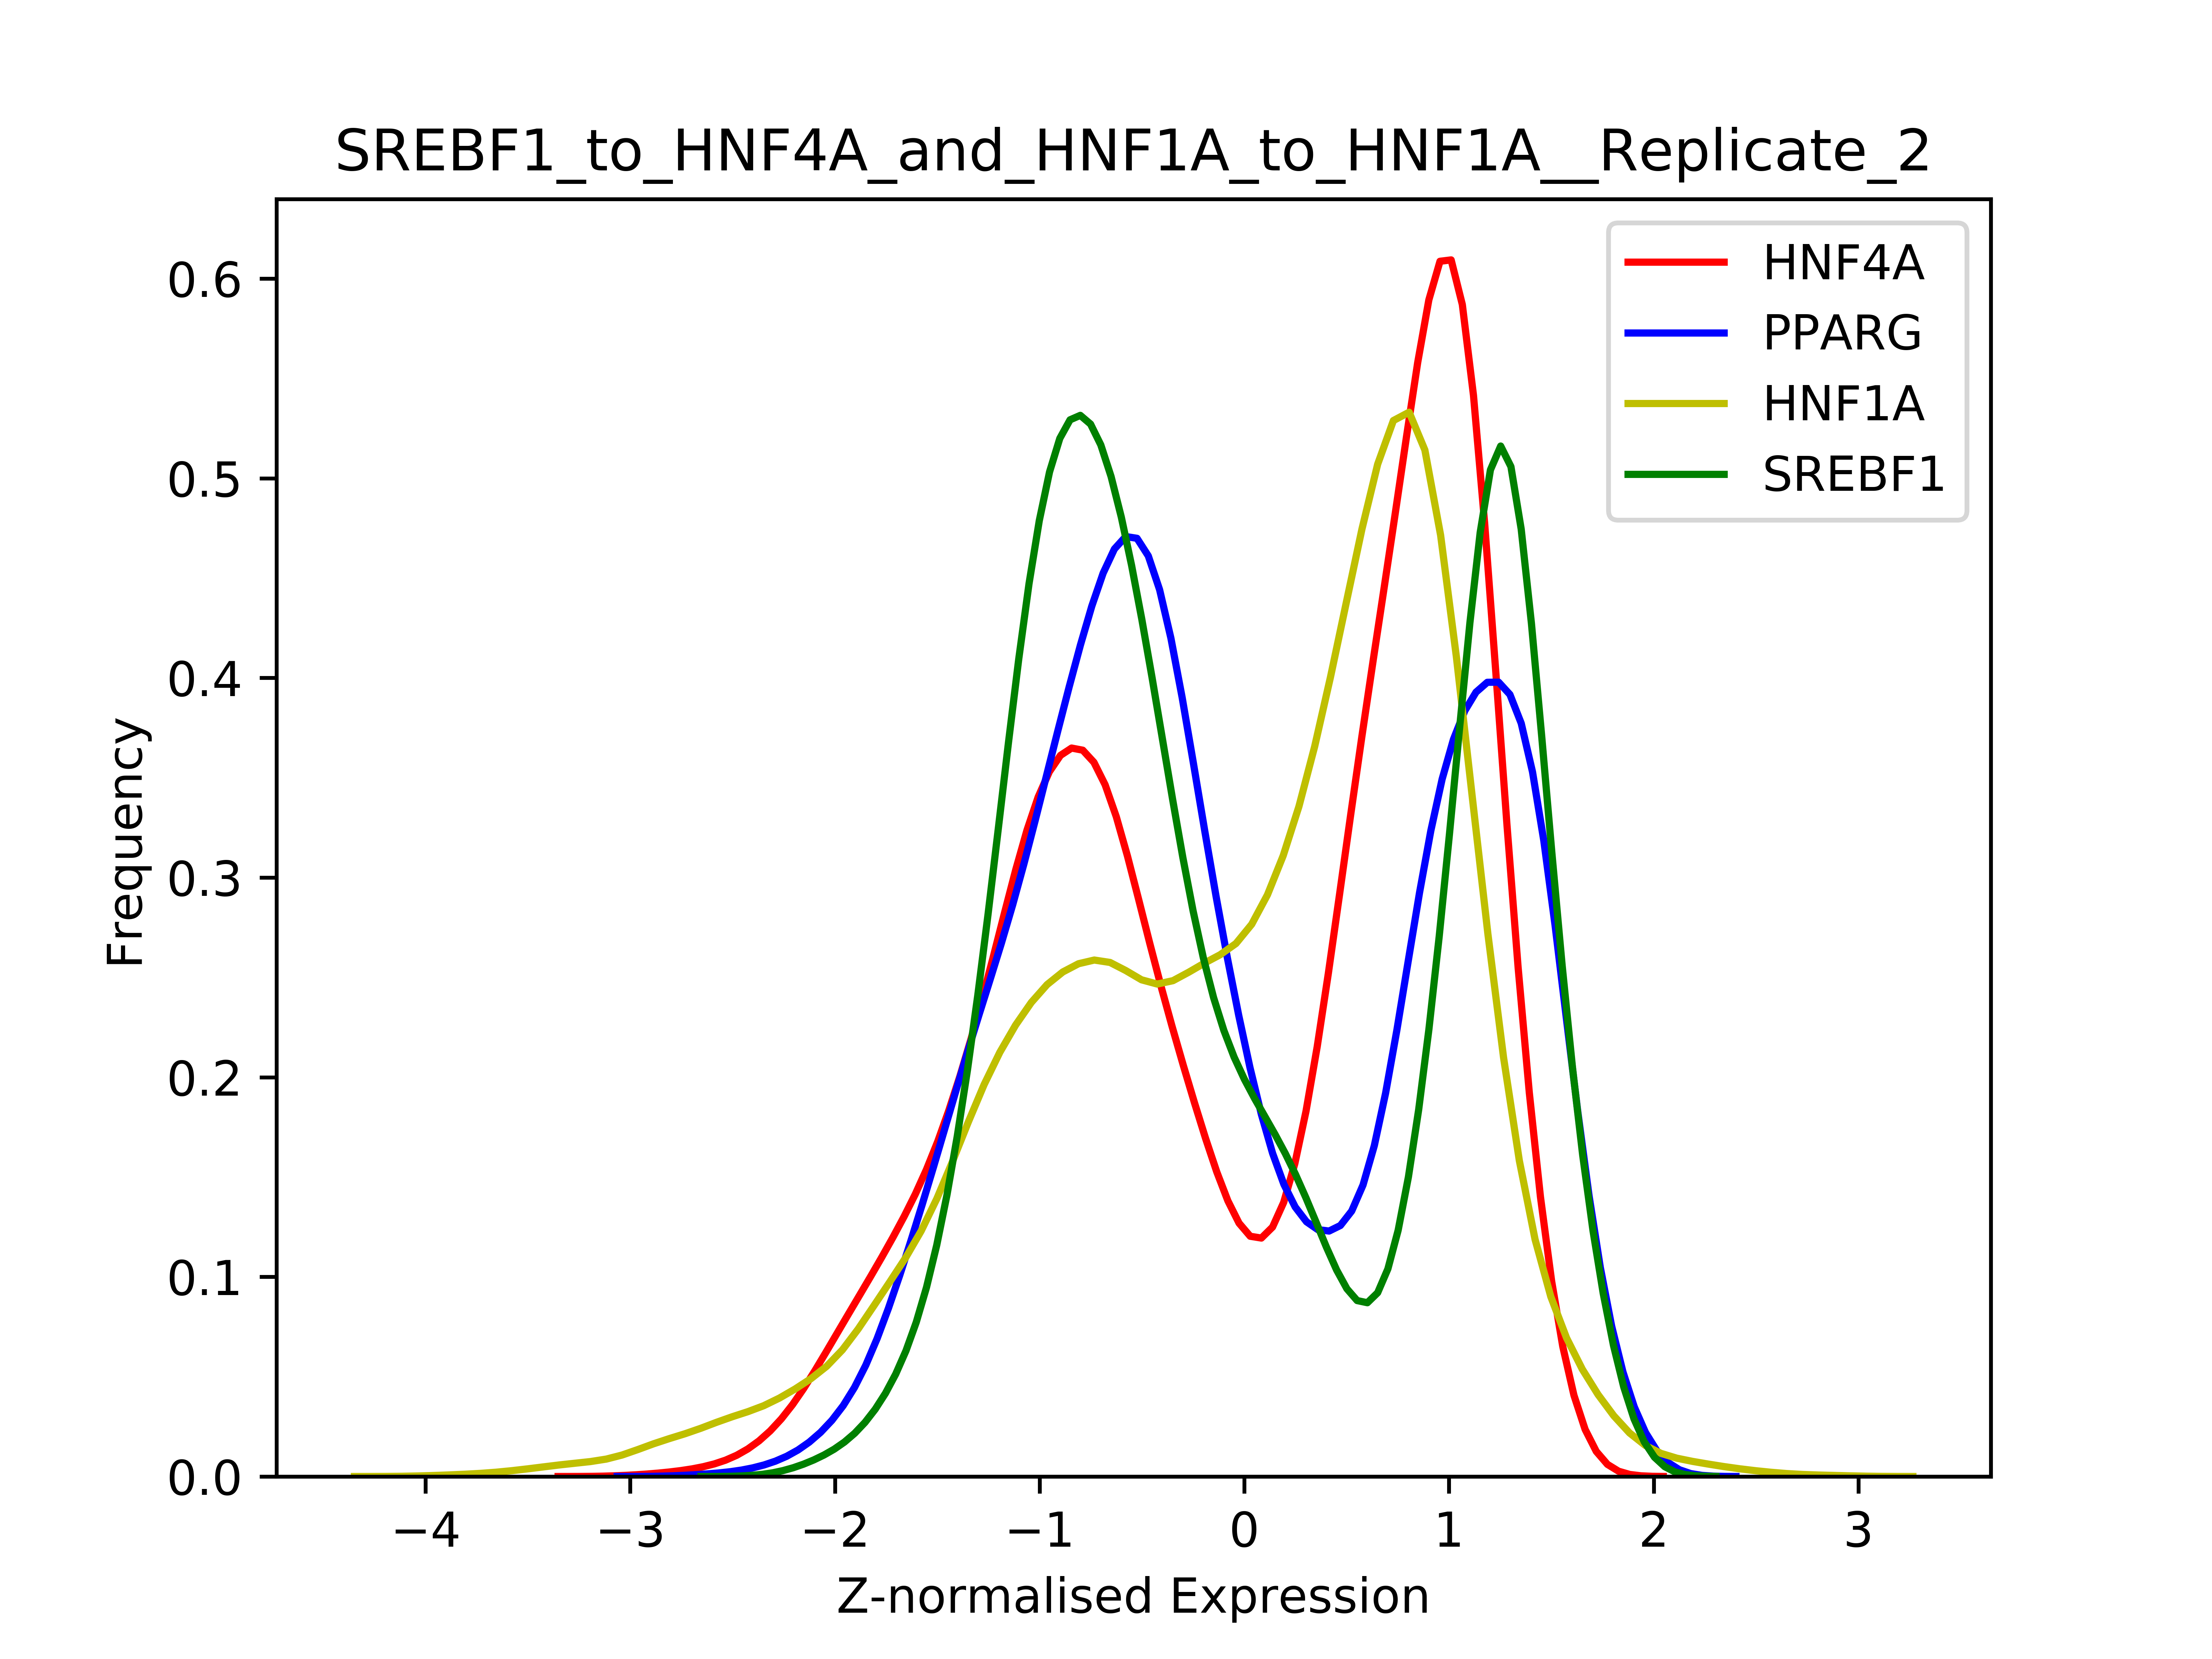 SREBF1_to_HNF4A_and_HNF1A_to_HNF1A__Replicate_2
HNF4A
PPARG
HNF1A
SREBF1
Frequency
0.6
0.5
0.4
0.3
0.2
0.1
0.0
−4 −3 −2 −1 0 1 2 3
Z-normalised Expression